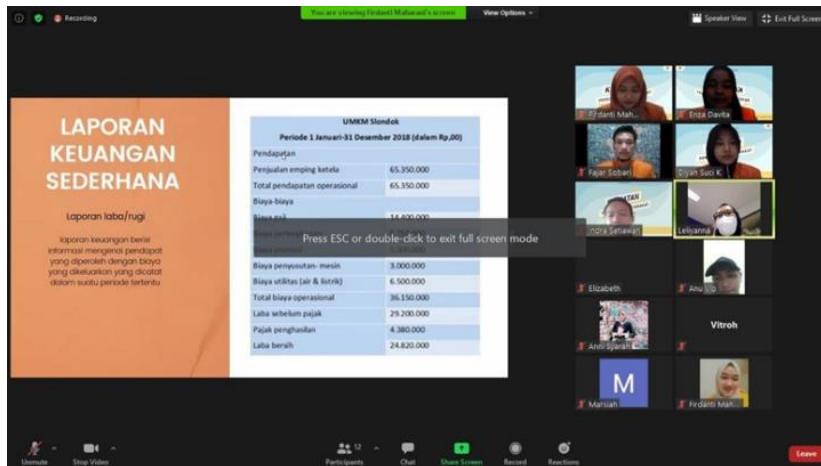 Recording
You are viewing Firdanti Maharani's screen
View Options
Speaker View
Exit Full Screen
LAPORAN
KEUANGAN
SEDERHANA
Laporan laba/rugi
laporan keuangan berisi
informasi mengenai pendapat
yang diperoleh dengan biaya
yang dikeluarkan yang dicatat
dalam suatu periode tertentu
UMKM Slondok
Periode 1 Januari-31 Desember 2018 (dalam Rp,00)
Pendapatan
Penjualan emping ketela 65.350.000
Total pendapatan operasional 65.350.000
Biaya-biaya
Biaya gaji 14.400.000
Press ESC or double-click to exit full screen mode
Biaya penyusutan- mesin 3.000.000
Biaya utilitas (air & listrik) 6.500.000
Total biaya operasional 36.150.000
Laba sebelum pajak 29.200.000
Pajak penghasilan 4.380.000
Laba bersih 24.820.000
Firdanti Mah...
Enza Davita
Fajar Sobari
Diyan Suci K
Indra Setiawan
Leliyanna
Elizabeth
Anu
Anni Syarah
Vitroh
M
Marsiah
Firdanti Mah...
Unmute
Stop Video
12
Participants
Chat
Share Screen
Record
Reactions
Leave